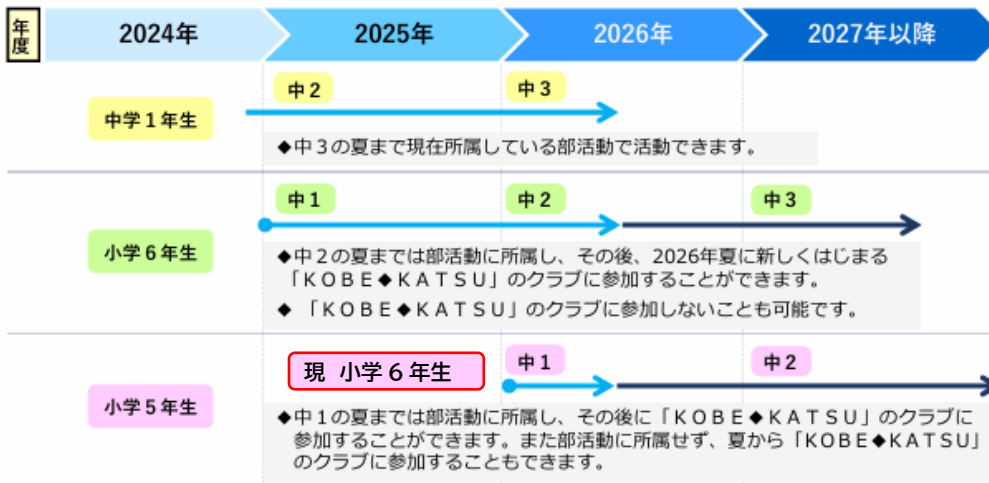 年度
2024年
2025年
2026年
2027年以降
中学1年生
中2
中3
◆中3の夏まで現在所属している部活動で活動できます。
小学6年生
中1
中2
中3
◆中2の夏までは部活動に所属し、その後、2026年夏に新しくはじまる
「KOBE◆KATSU」のクラブに参加することができます。
◆ 「KOBE◆KATSU」のクラブに参加しないことも可能です。
小学5年生
現 小学6年生
中1
中2
◆中1の夏までは部活動に所属し、その後に「KOBE◆KATSU」のクラブに
参加することができます。また部活動に所属せず、夏から「KOBE◆KATSU」
のクラブに参加することもできます。